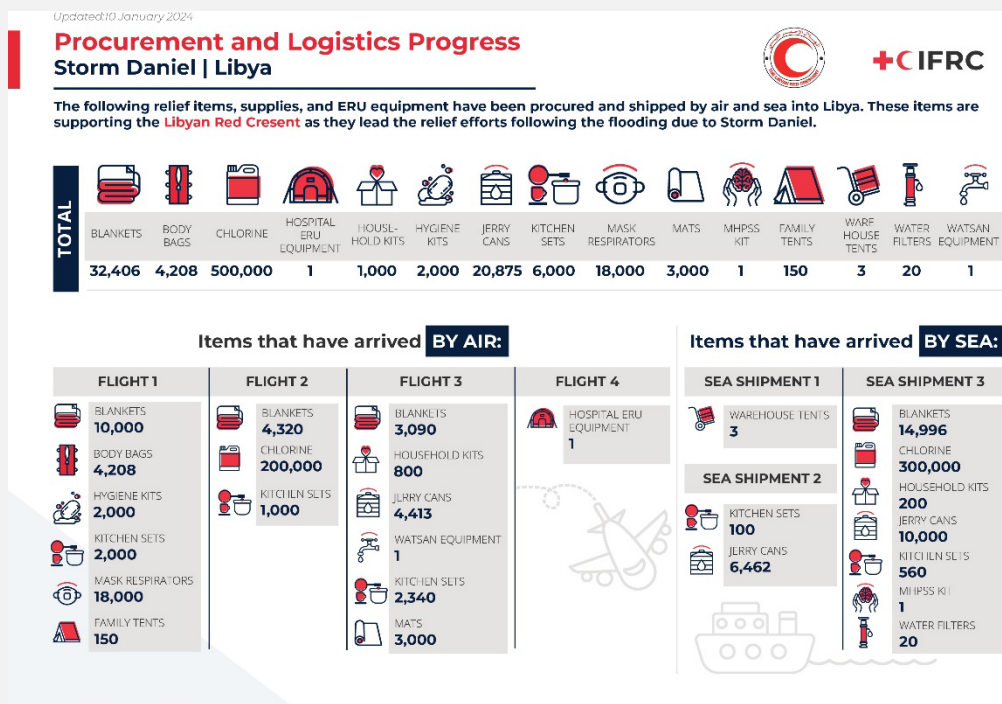 Updated:10 January 2024
Procurement and Logistics Progress
Storm Daniel | Libya
+CIFRC
The following relief items, supplies, and ERU equipment have been procured and shipped by air and sea into Libya. These items are
supporting the Libyan Red Cresent as they lead the relief efforts following the flooding due to Storm Daniel.
TOTAL
BLANKETS
32,406
BODY
BAGS
4,208
CHLORINE
500,000
HOSPITAL
ERU
EQUIPMENT
1
HOUSE-
HOLD KITS
1,000
HYGIENE
KITS
2,000
JERRY
CANS
20,875
KITCHEN
SETS
6,000
MASK
RESPIRATORS
18,000
MATS
3,000
MHPSS
KIT
1
FAMILY
TENTS
150
WARE
HOUSE
TENTS
3
WATER
FILTERS
20
WATSAN
EQUIPMENT
1
Items that have arrived BY AIR:
FLIGHT 1
BLANKETS
10,000
BODY BAGS
4,208
HYGIENE KITS
2,000
KITCHEN SETS
2,000
MASK RESPIRATORS
18,000
FAMILY TENTS
150
FLIGHT 2
BLANKETS
4,320
CHLORINE
200,000
KITCHEN SETS
1,000
FLIGHT 3
BLANKETS
3,090
HOUSEHOLD KITS
800
JERRY CANS
4,413
WATSAN EQUIPMENT
1
KITCHEN SETS
2,340
MATS
3,000
FLIGHT 4
HOSPITAL ERU
EQUIPMENT
1
Items that have arrived BY SEA:
SEA SHIPMENT 1
WAREHOUSE TENTS
3
SEA SHIPMENT 2
KITCHEN SETS
100
JERRY CANS
6,462
SEA SHIPMENT 3
BLANKETS
14,996
CHLORINE
300,000
HOUSEHOLD KITS
200
JERRY CANS
10,000
KITCHEN SETS
560
MHPSS KIT
1
WATER FILTERS
20